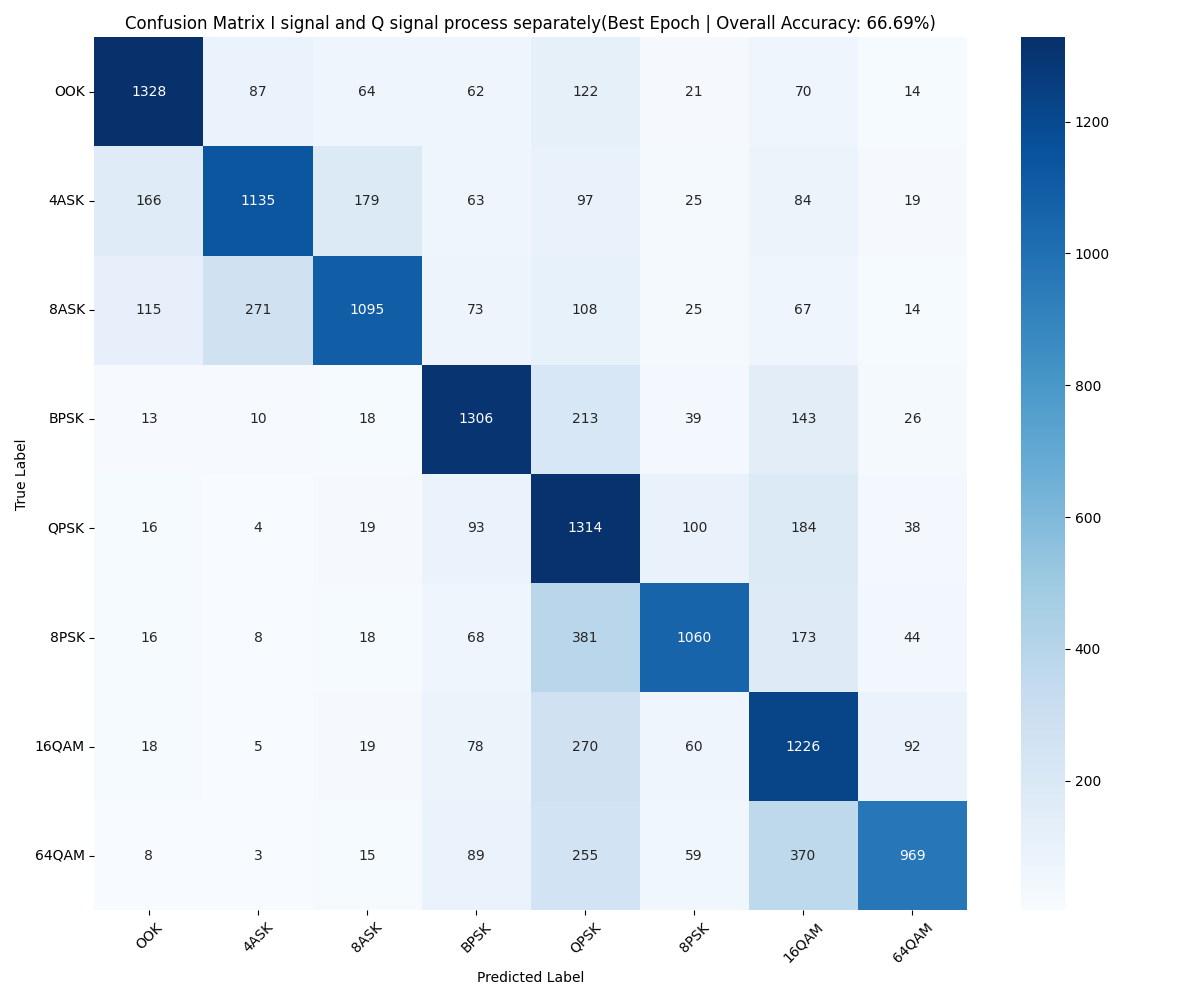 Confusion Matrix I signal and Q signal process separately(Best Epoch | Overall Accuracy: 66.69%)
OOK 1328 87 64 62 122 21 70 14
4ASK 166 1135 179 63 97 25 84 19
8ASK 115 271 1095 73 108 25 67 14
BPSK 13 10 18 1306 213 39 143 26
QPSK 16 4 19 93 1314 100 184 38
8PSK 16 8 18 68 381 1060 173 44
16QAM 18 5 19 78 270 60 1226 92
64QAM 8 3 15 89 255 59 370 969
OOK 4ASK 8ASK BPSK QPSK 8PSK 16QAM 64QAM
Predicted Label
True Label
1200
1000
800
600
400
200